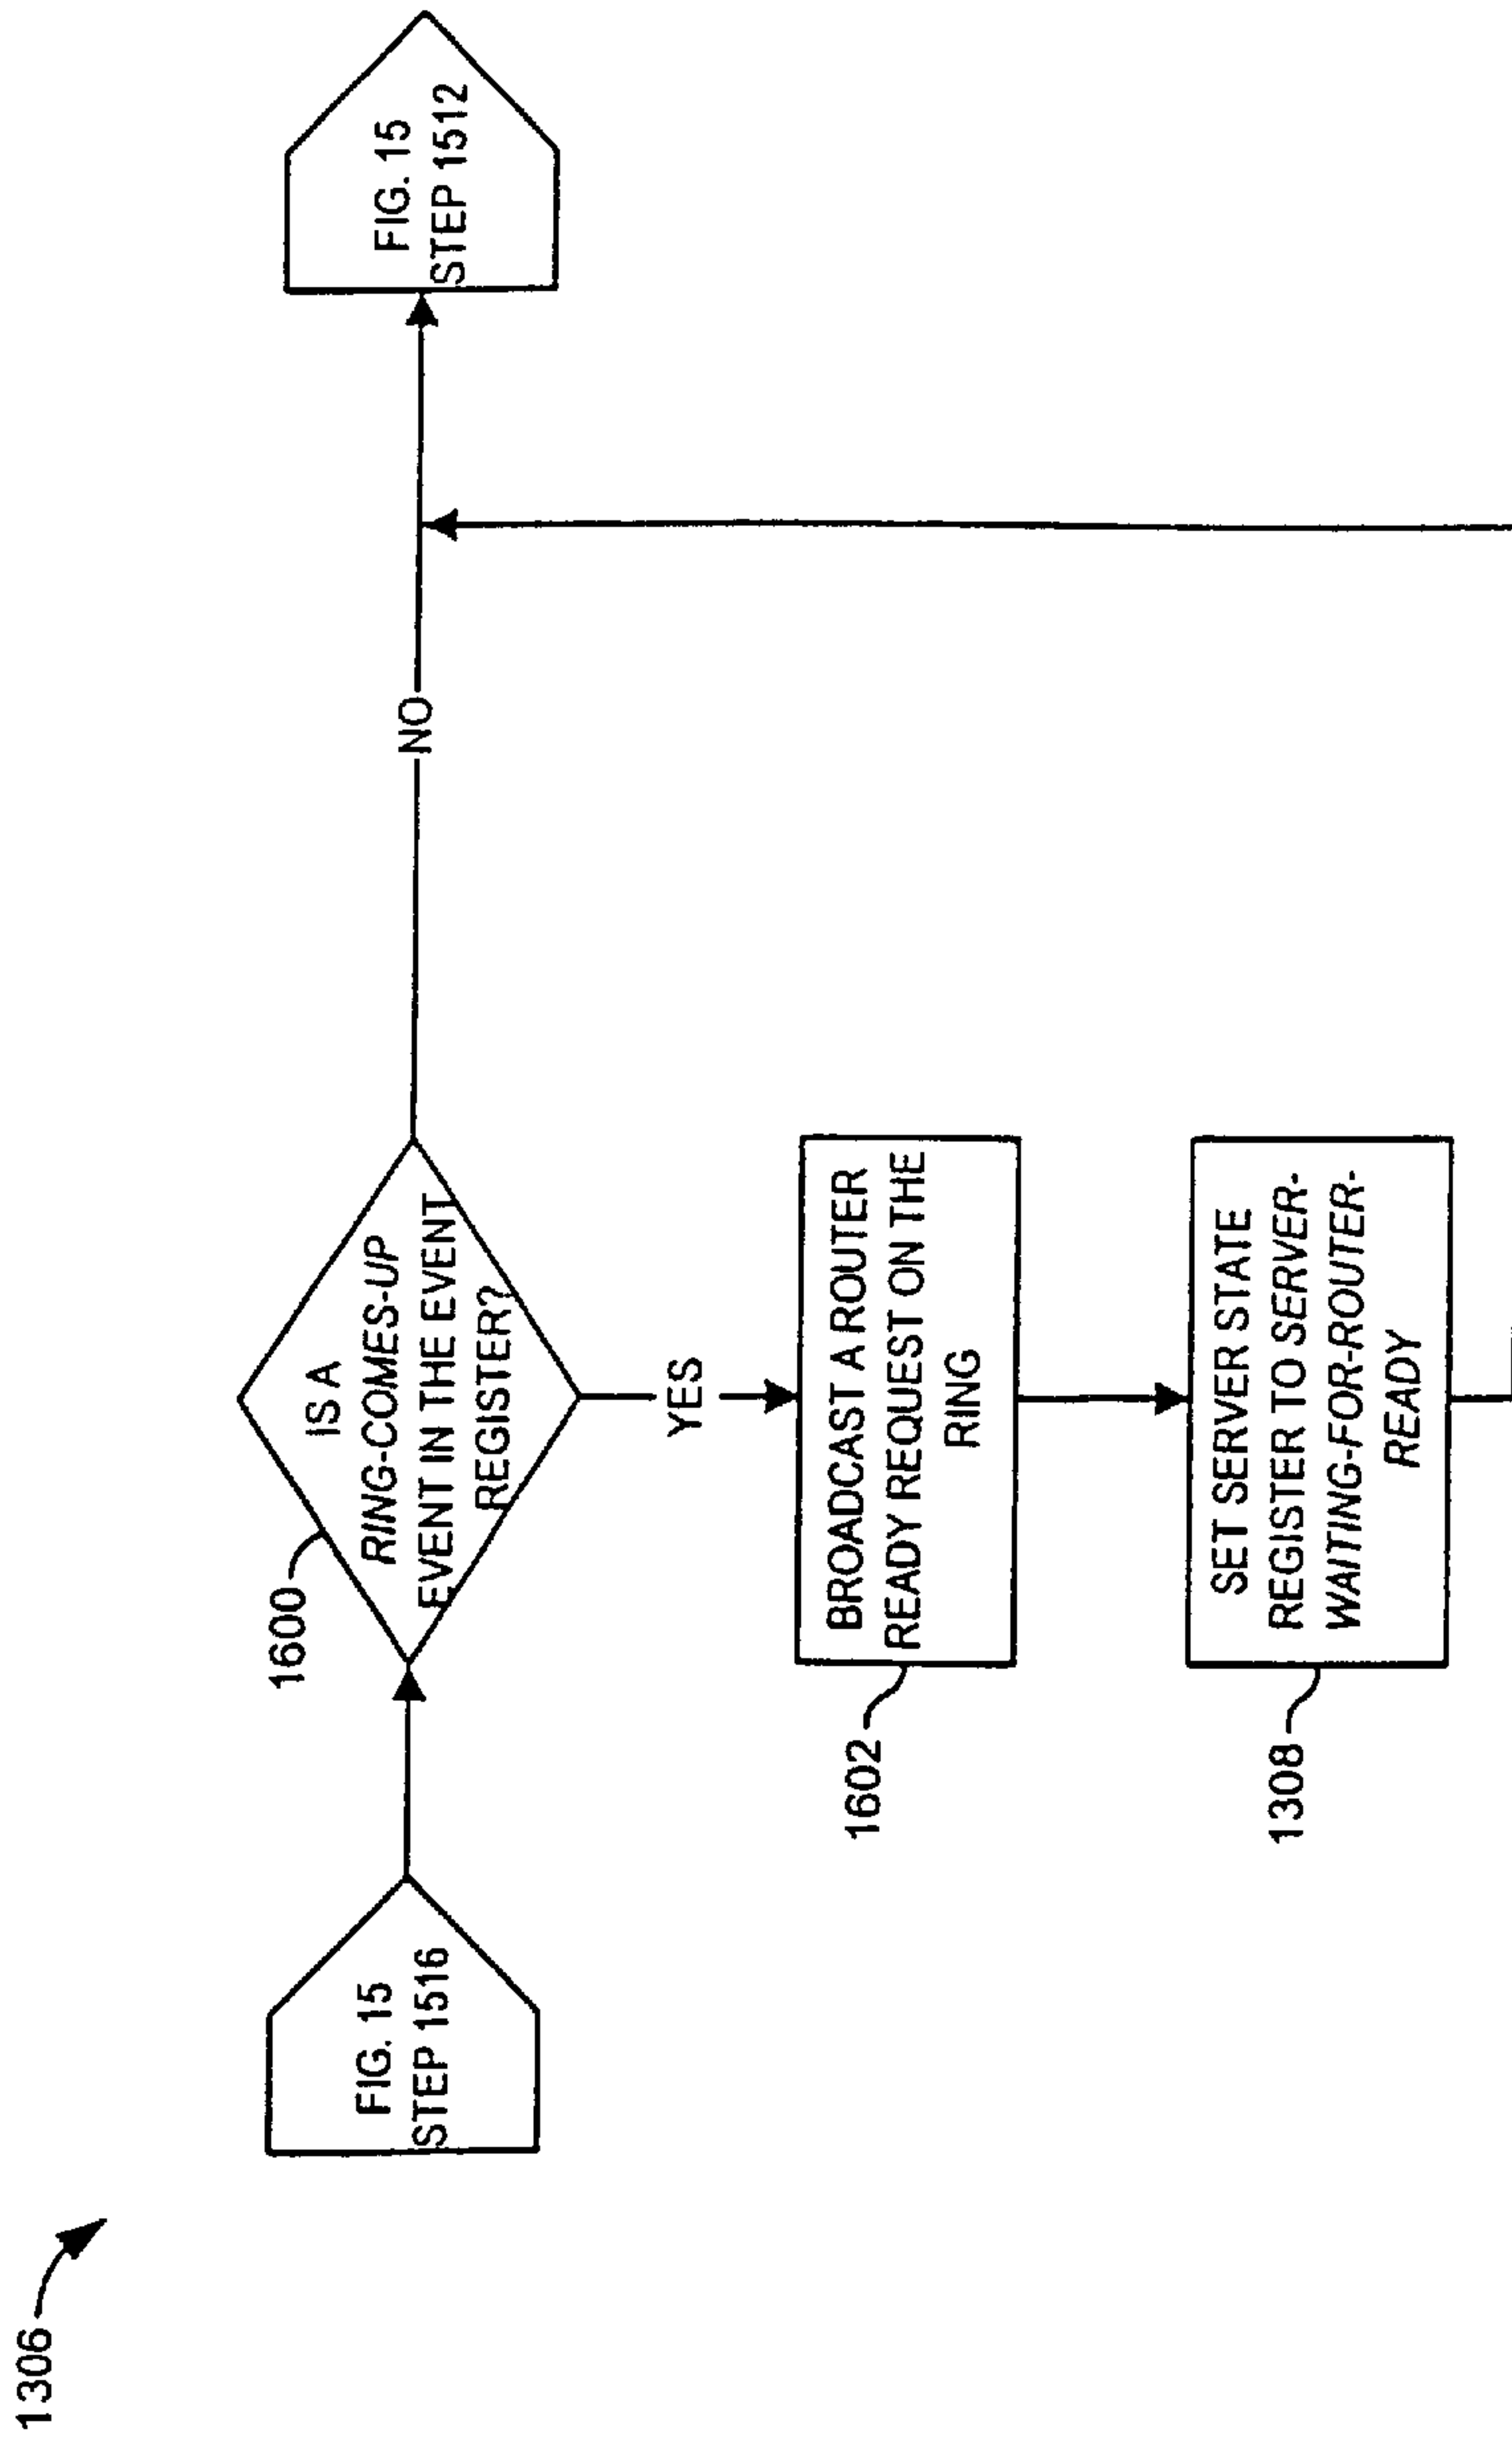 1306
FIG. 15
STEP 1516
1600
IS A
RING-COMES-UP
EVENT IN THE EVENT
REGISTER?
NO
FIG. 15
STEP 1512
YES
1602
BROADCAST A ROUTER
READY REQUEST ON THE
RING
1308
SET SERVER STATE
REGISTER TO SERVER-
WAITING-FOR-ROUTER-
READY